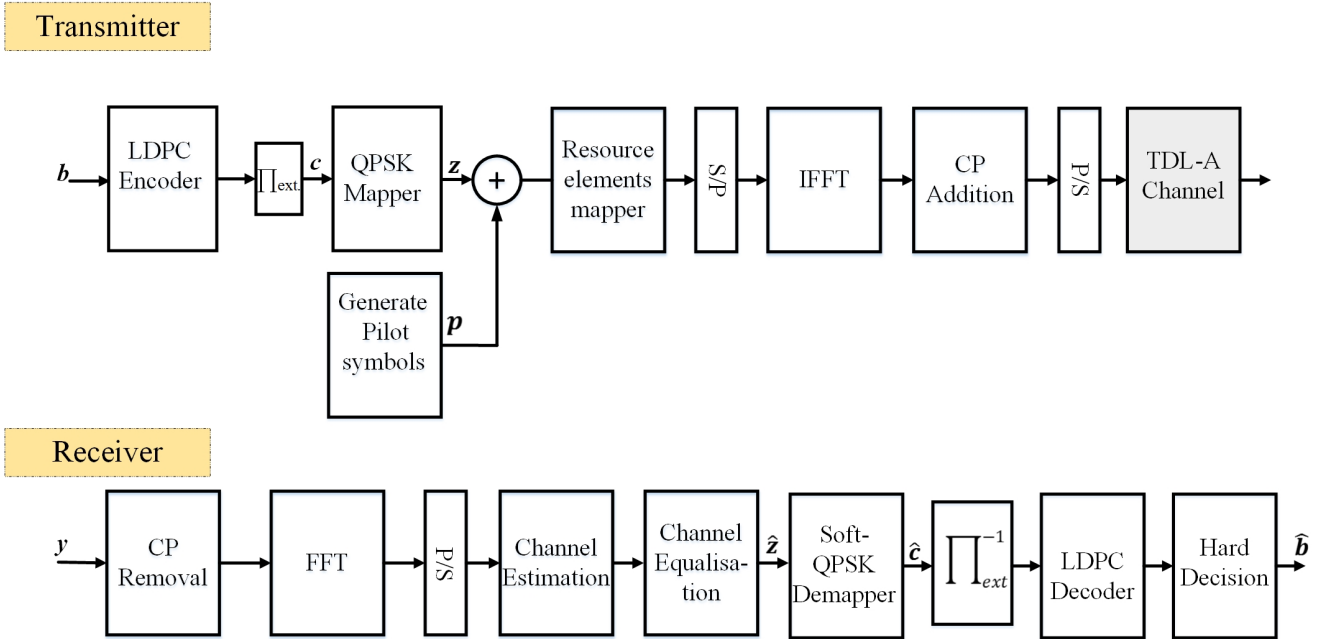 Transmitter
b
LDPC
Encoder
∏ext.
c
QPSK
Mapper
z
+
Resource
elements
mapper
S/P
IFFT
CP
Addition
P/S
TDL-A
Channel
Generate
Pilot
symbols
p
Receiver
y
CP
Removal
FFT
P/S
Channel
Estimation
Channel
Equalisa-
tion
ẑ
Soft-
QPSK
Demapper
ĉ
∏ext−1
LDPC
Decoder
Hard
Decision
b̂